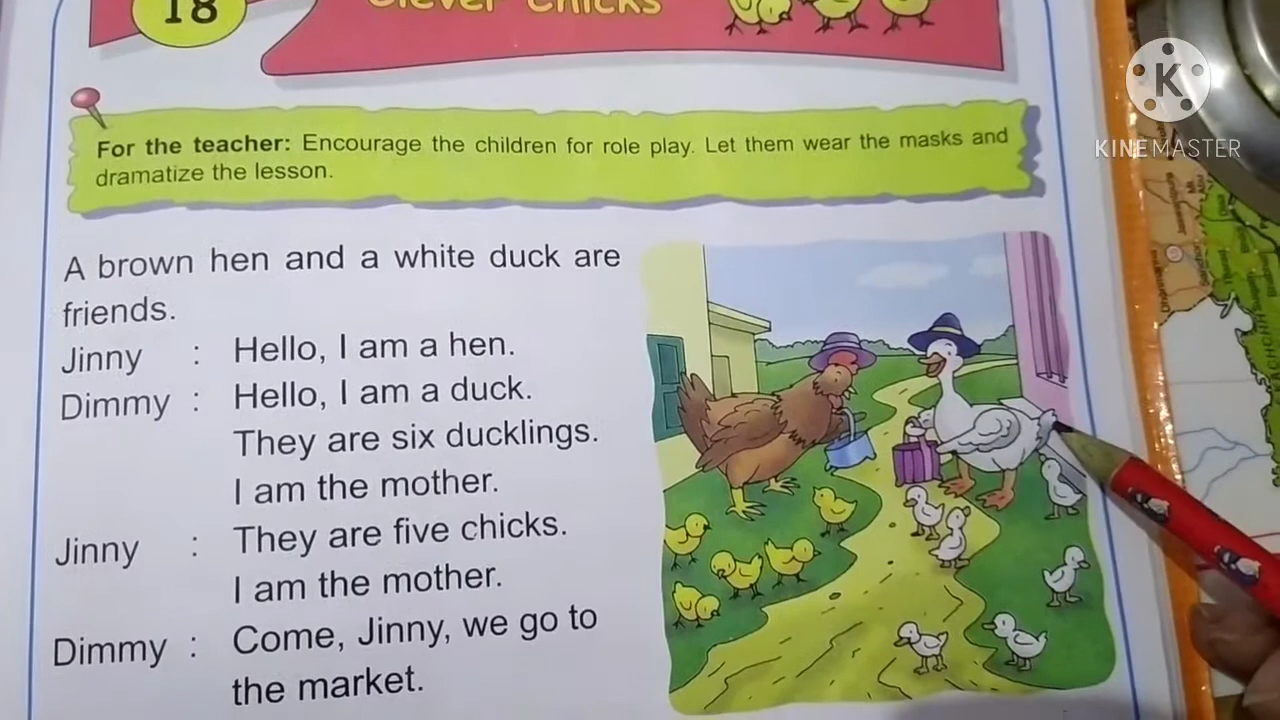 18
Clever Chicks
For the teacher: Encourage the children for role play. Let them wear the masks and
dramatize the lesson.
A brown hen and a white duck are
friends.
Jinny : Hello, I am a hen.
Dimmy : Hello, I am a duck.
They are six ducklings.
I am the mother.
Jinny : They are five chicks.
I am the mother.
Dimmy : Come, Jinny, we go to
the market.
K
KINEMASTER